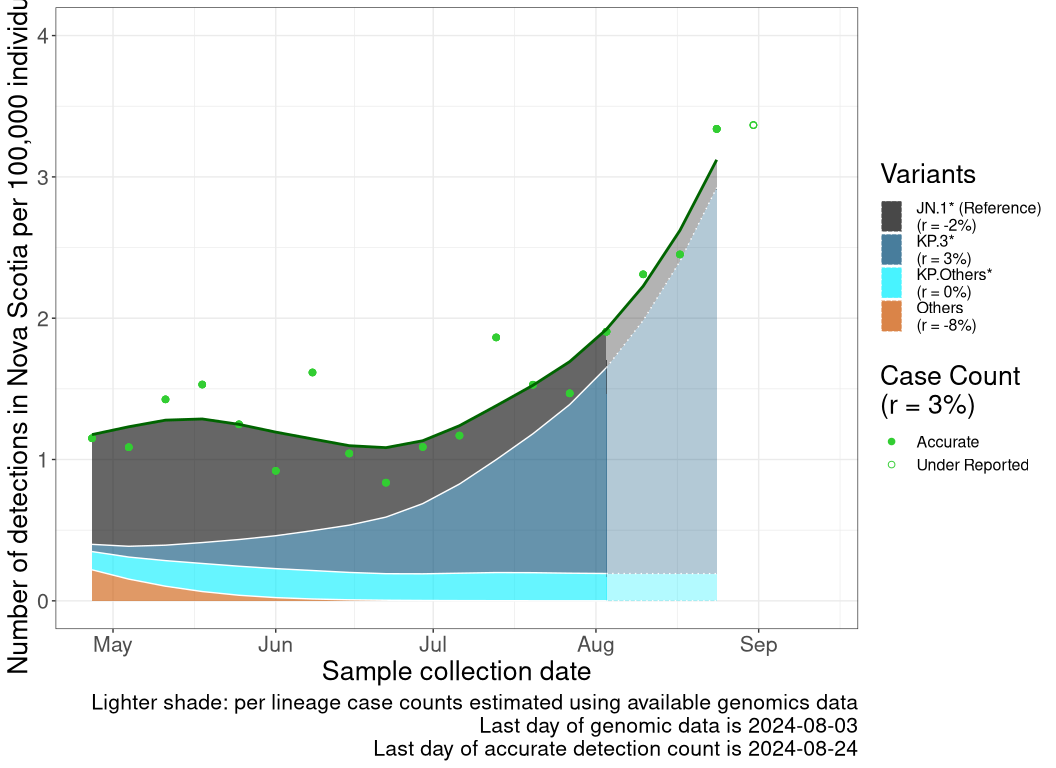 Number of detections in Nova Scotia per 100,000
4
3
2
1
0
May
Jun
Jul
Aug
Sep
Sample collection date
Lighter shade: per lineage case counts estimated using available genomics data
Last day of genomic data is 2024-08-03
Last day of accurate detection count is 2024-08-24
Variants
JN.1* (Reference)
(r = -2%)
KP.3*
(r = 3%)
KP.Others*
(r = 0%)
Others
(r = -8%)
Case Count
(r = 3%)
Accurate
Under Reported